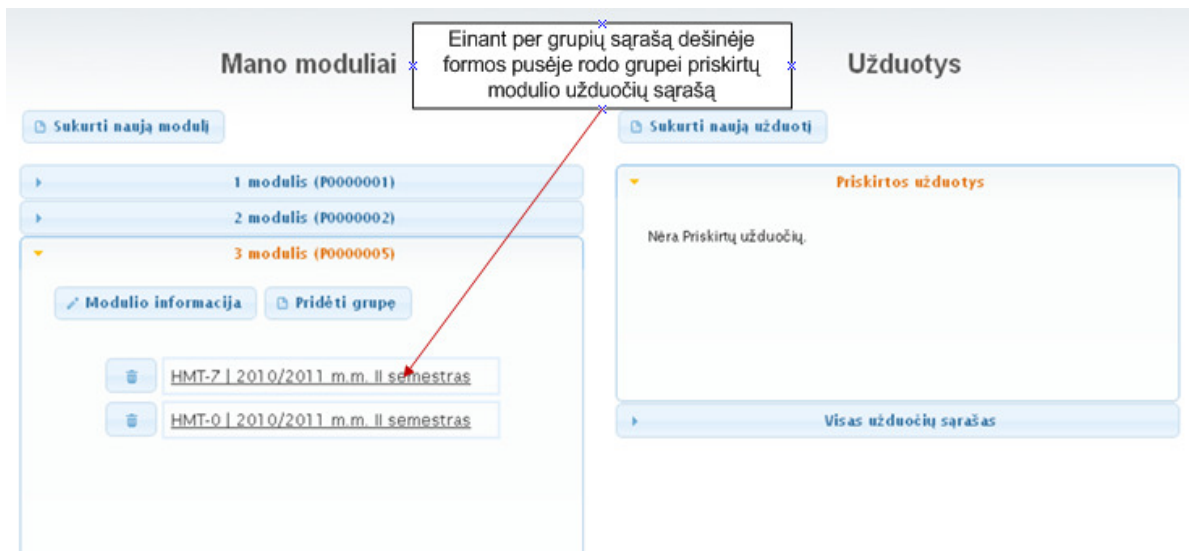 Mano moduliai
Einant per grupių sąrašą dešinėje
formos pusėje rodo grupei priskirtų
modulio užduočių sąrašą
Užduotys
Sukurti naują modulį
Sukurti naują užduotį
1 modulis (P0000001)
2 modulis (P0000002)
3 modulis (P0000005)
Modulio informacija
Pridėti grupę
HMT-7 | 2010/2011 m.m. II semestras
HMT-0 | 2010/2011 m.m. II semestras
Priskirtos užduotys
Nėra Priskirtų užduočių.
Visas užduočių sąrašas